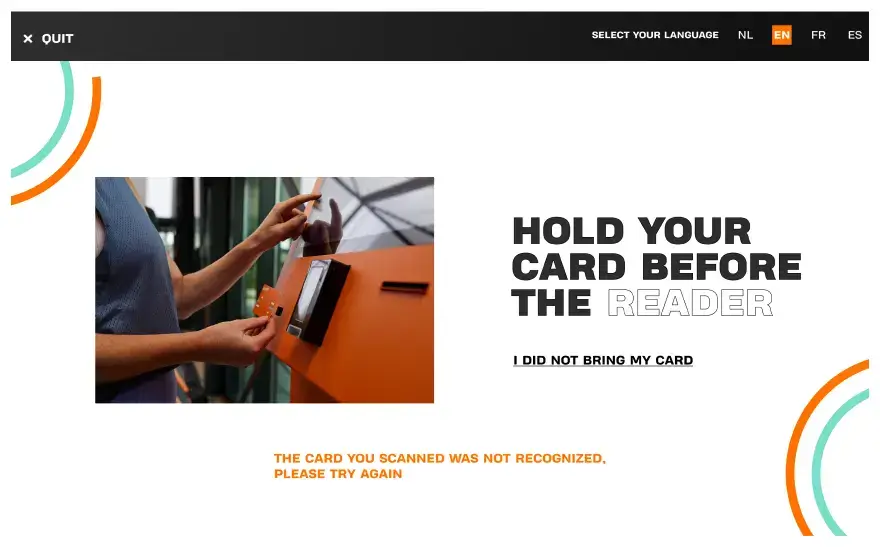 ✕ QUIT
SELECT YOUR LANGUAGE NL EN FR ES
HOLD YOUR
CARD BEFORE
THE READER
I DID NOT BRING MY CARD
THE CARD YOU SCANNED WAS NOT RECOGNIZED,
PLEASE TRY AGAIN